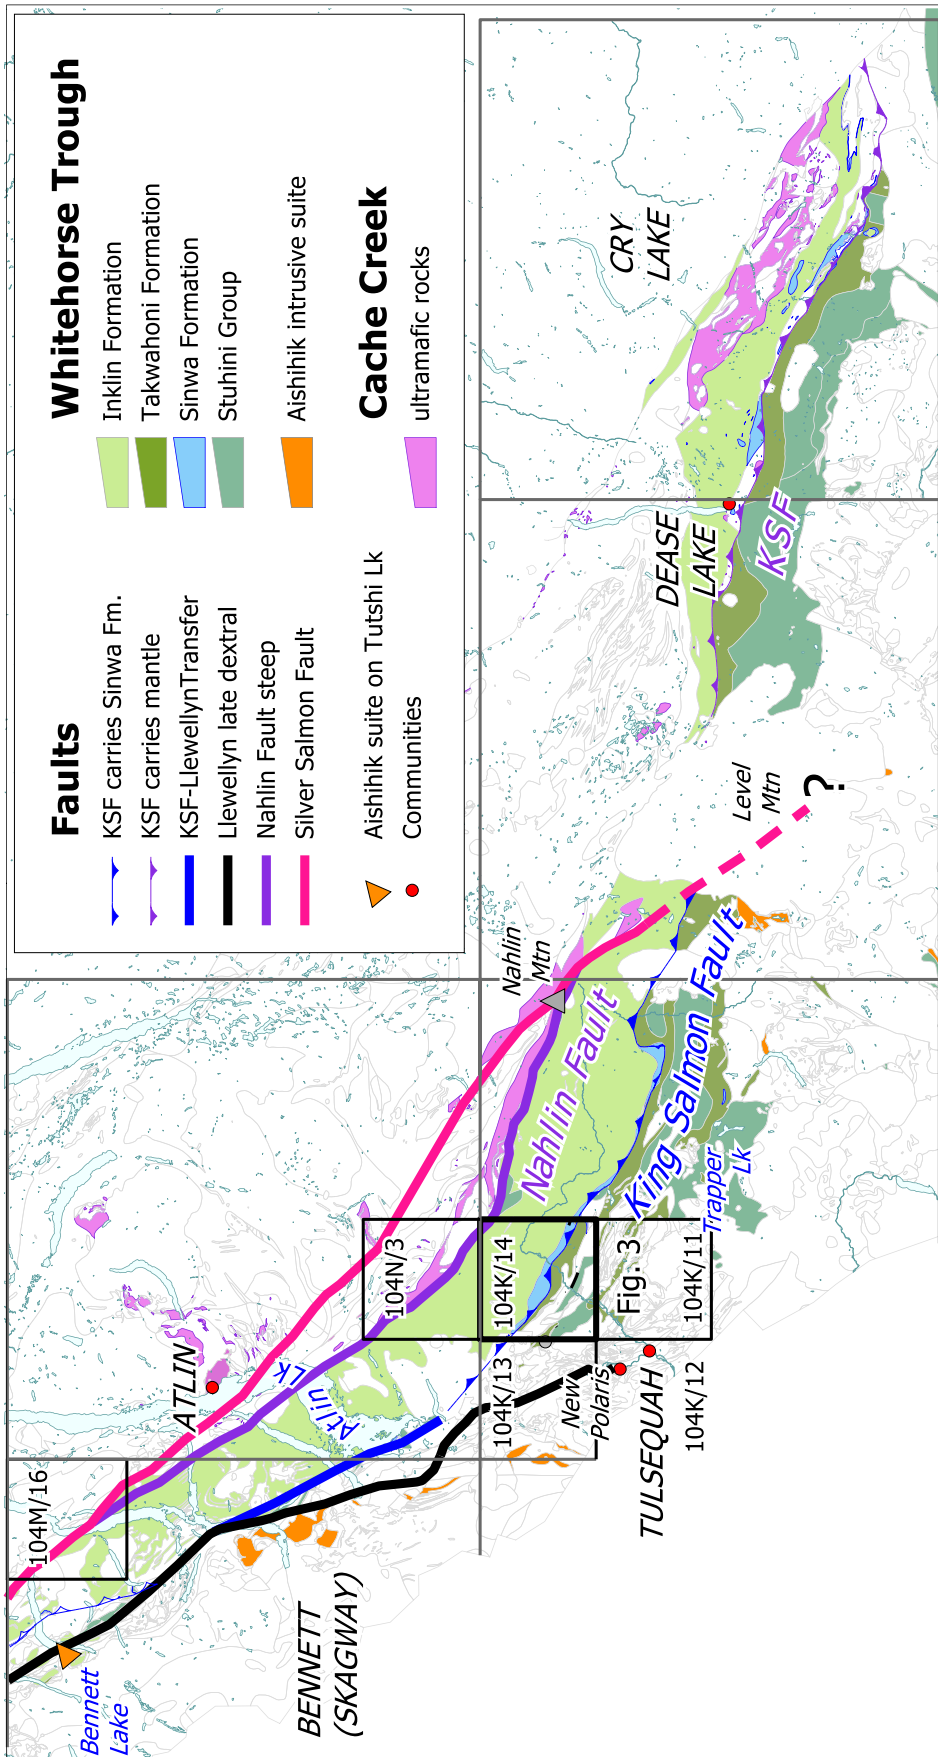 Faults
KSF carries Sinwa Fm.
KSF carries mantle
KSF-LlewellynTransfer
Llewellyn late dextral
Nahlin Fault steep
Silver Salmon Fault
Aishihik suite on Tutshi Lk
Communities
Whitehorse Trough
Inklin Formation
Takwahoni Formation
Sinwa Formation
Stuhini Group
Aishihik intrusive suite
Cache Creek
ultramafic rocks
104M/16
Bennett
Lake
BENNETT
(SKAGWAY)
ATLIN
Atlin Lk
104N/3
104K/14
104K/13
Fig. 3
104K/11
104K/12
New
Polaris
TULSEQUAH
Nahlin
Mtn
Nahlin Fault
King Salmon Fault
Trapper
Lk
Level
Mtn
?
DEASE
LAKE
KSF
CRY
LAKE